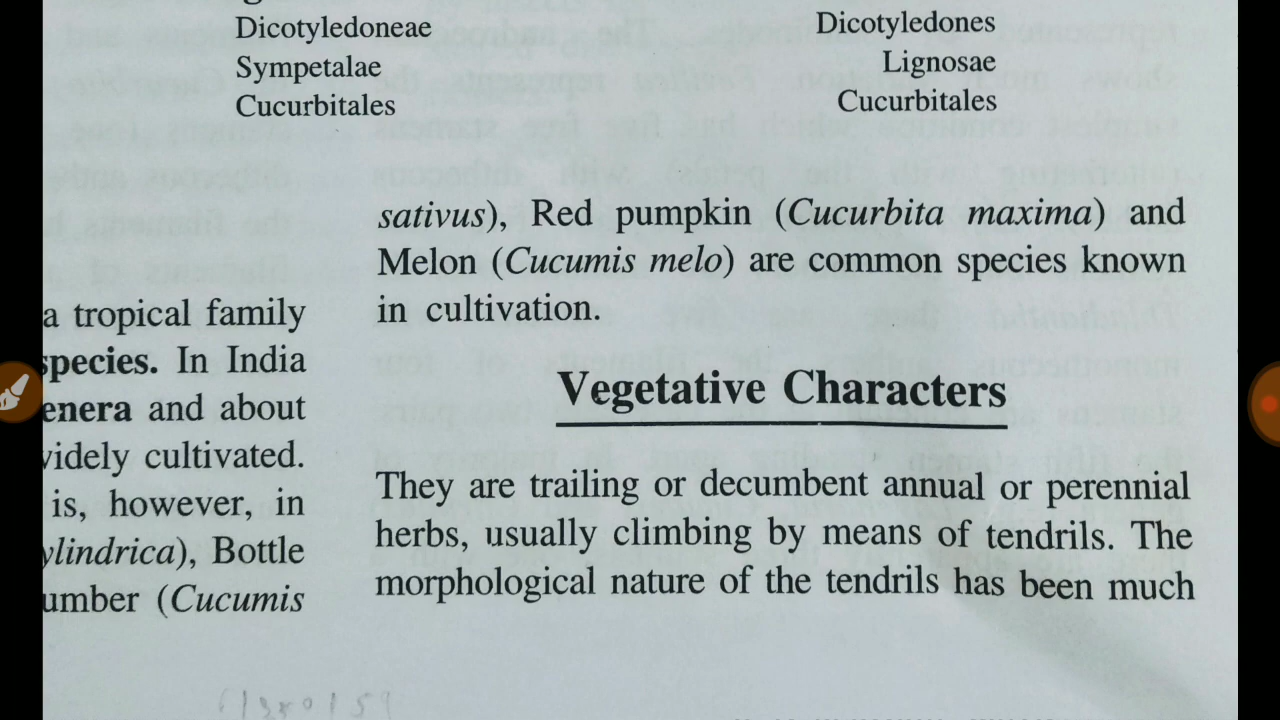 Dicotyledoneae
Sympetalae
Cucurbitales
Dicotyledones
Lignosae
Cucurbitales
a tropical family
species. In India
enera and about
videly cultivated.
is, however, in
ylindrica), Bottle
umber (Cucumis
sativus), Red pumpkin (Cucurbita maxima) and
Melon (Cucumis melo) are common species known
in cultivation.
Vegetative Characters
They are trailing or decumbent annual or perennial
herbs, usually climbing by means of tendrils. The
morphological nature of the tendrils has been much